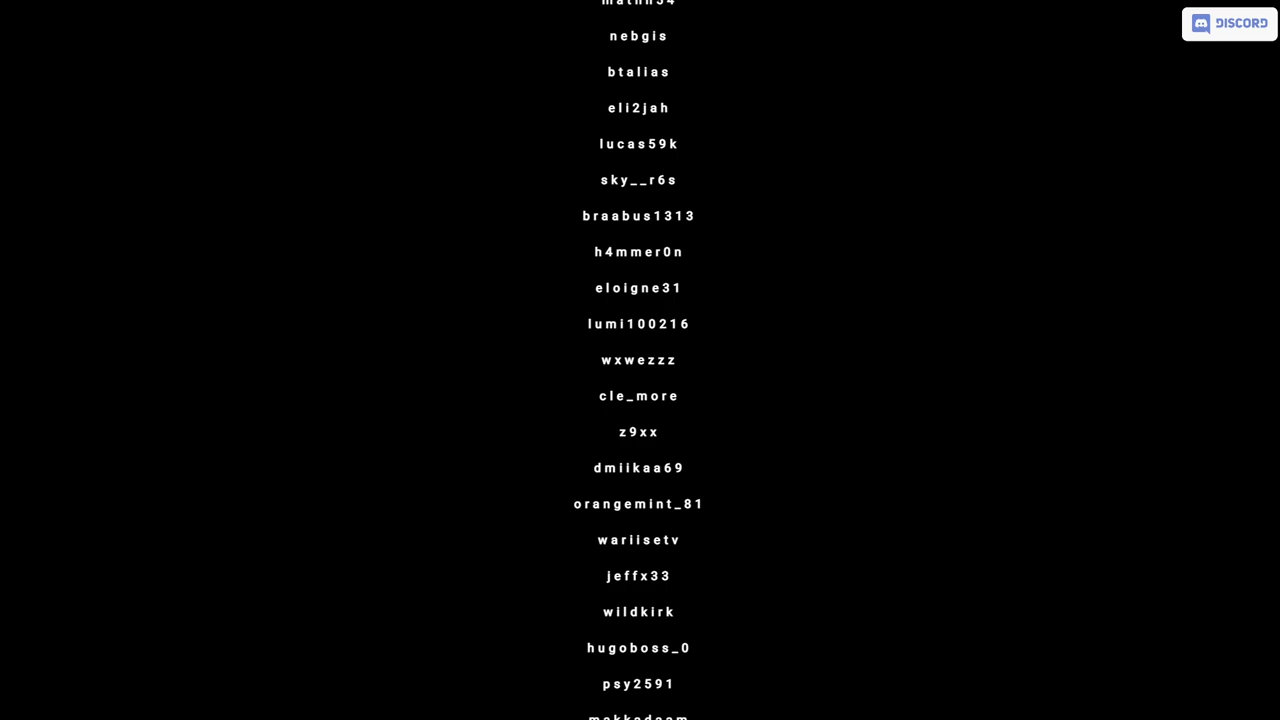 DISCORD
nebgis
btalias
eli2jah
lucas59k
sky__r6s
braabus1313
h4mmer0n
eloigne31
lumi100216
wxwezzz
cle_more
z9xx
dmiikaa69
orangemint_81
wariisetv
jeffx33
wildkirk
hugoboss_0
psy2591